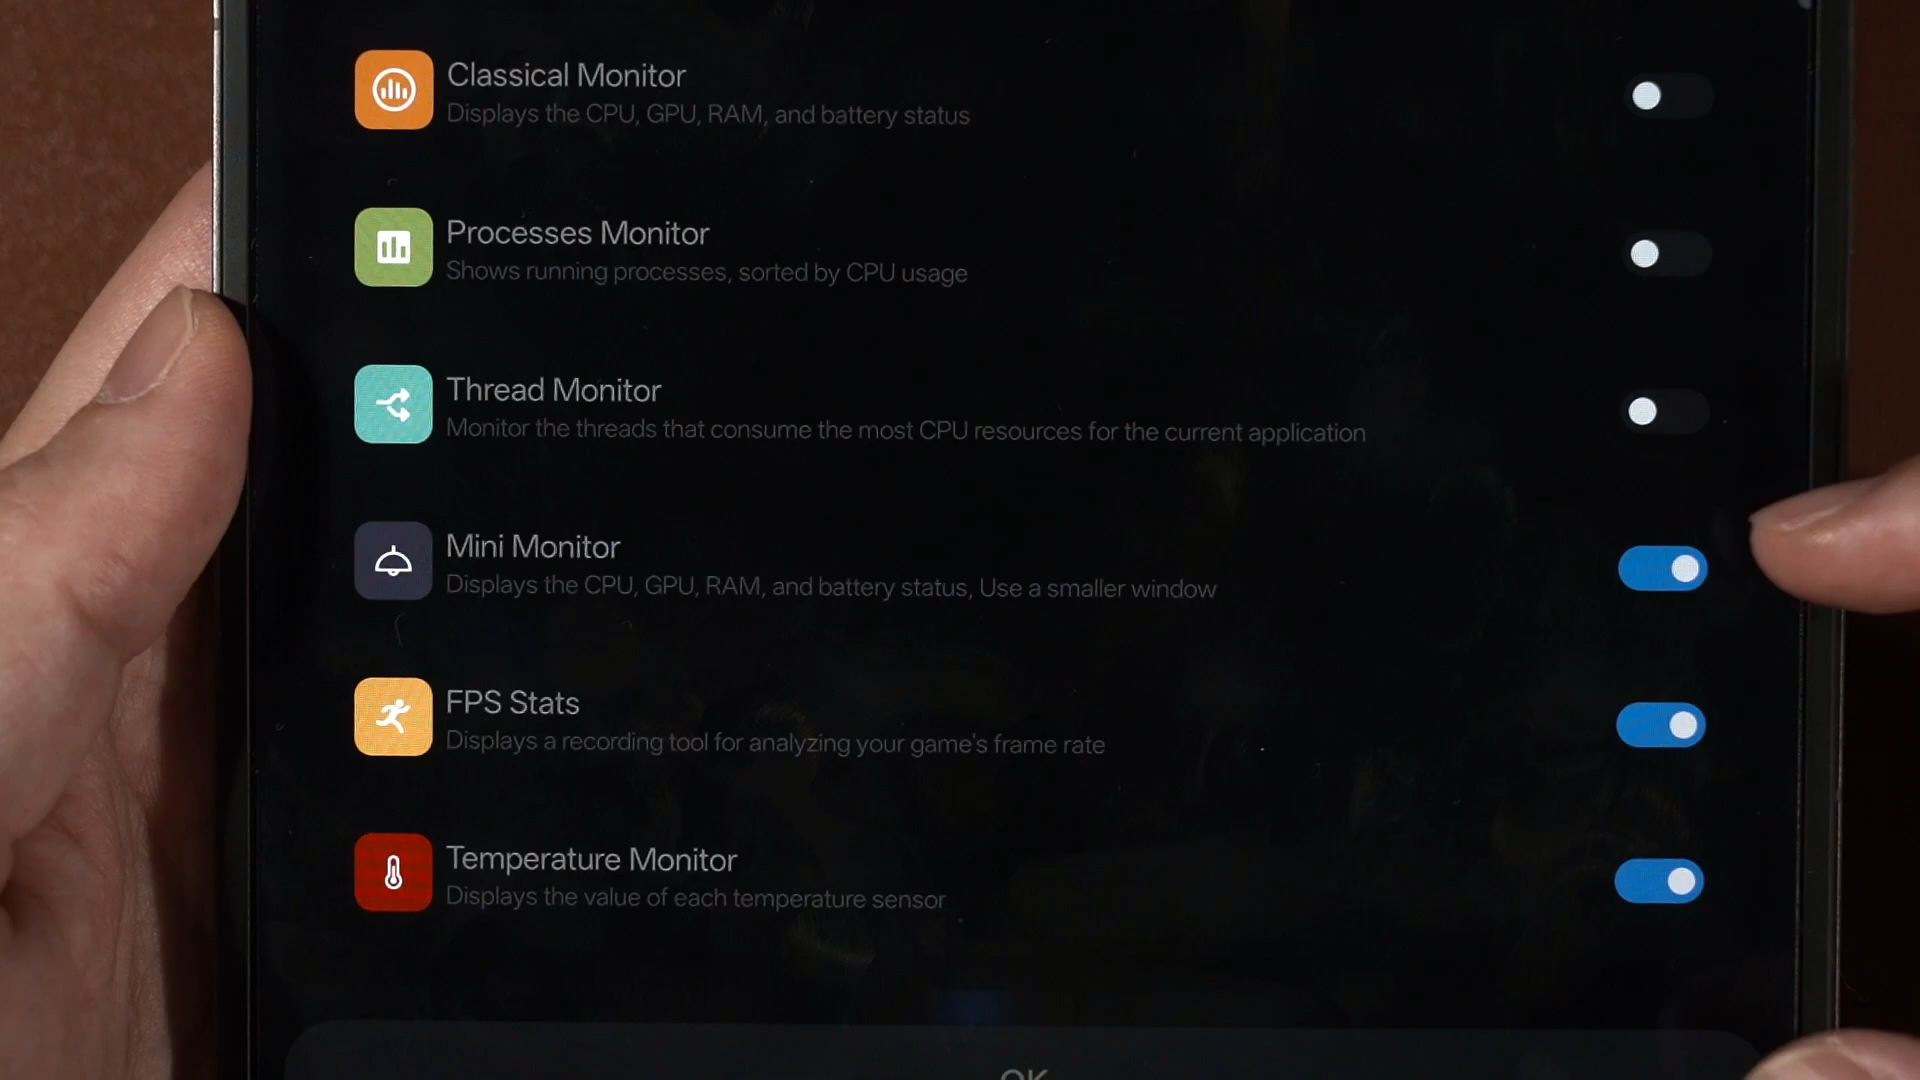 Classical Monitor
Displays the CPU, GPU, RAM, and battery status
Processes Monitor
Shows running processes, sorted by CPU usage
Thread Monitor
Monitor the threads that consume the most CPU resources for the current application
Mini Monitor
Displays the CPU, GPU, RAM, and battery status, Use a smaller window
FPS Stats
Displays a recording tool for analyzing your game's frame rate
Temperature Monitor
Displays the value of each temperature sensor
OK